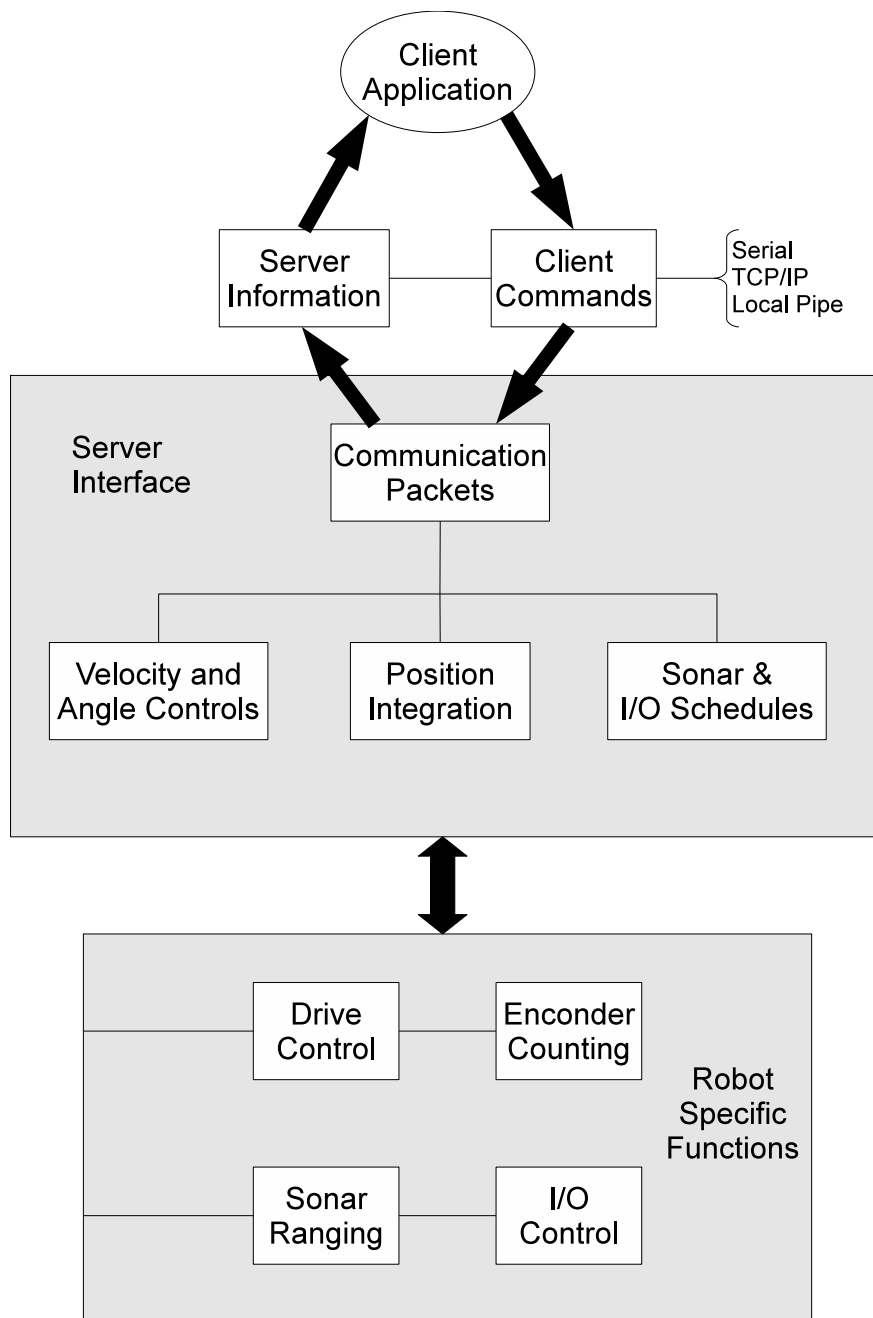 Client
Application
Server
Information
Client
Commands
Serial
TCP/IP
Local Pipe
Server
Interface
Communication
Packets
Velocity and
Angle Controls
Position
Integration
Sonar &
I/O Schedules
Drive
Control
Enconder
Counting
Robot
Specific
Functions
Sonar
Ranging
I/O
Control